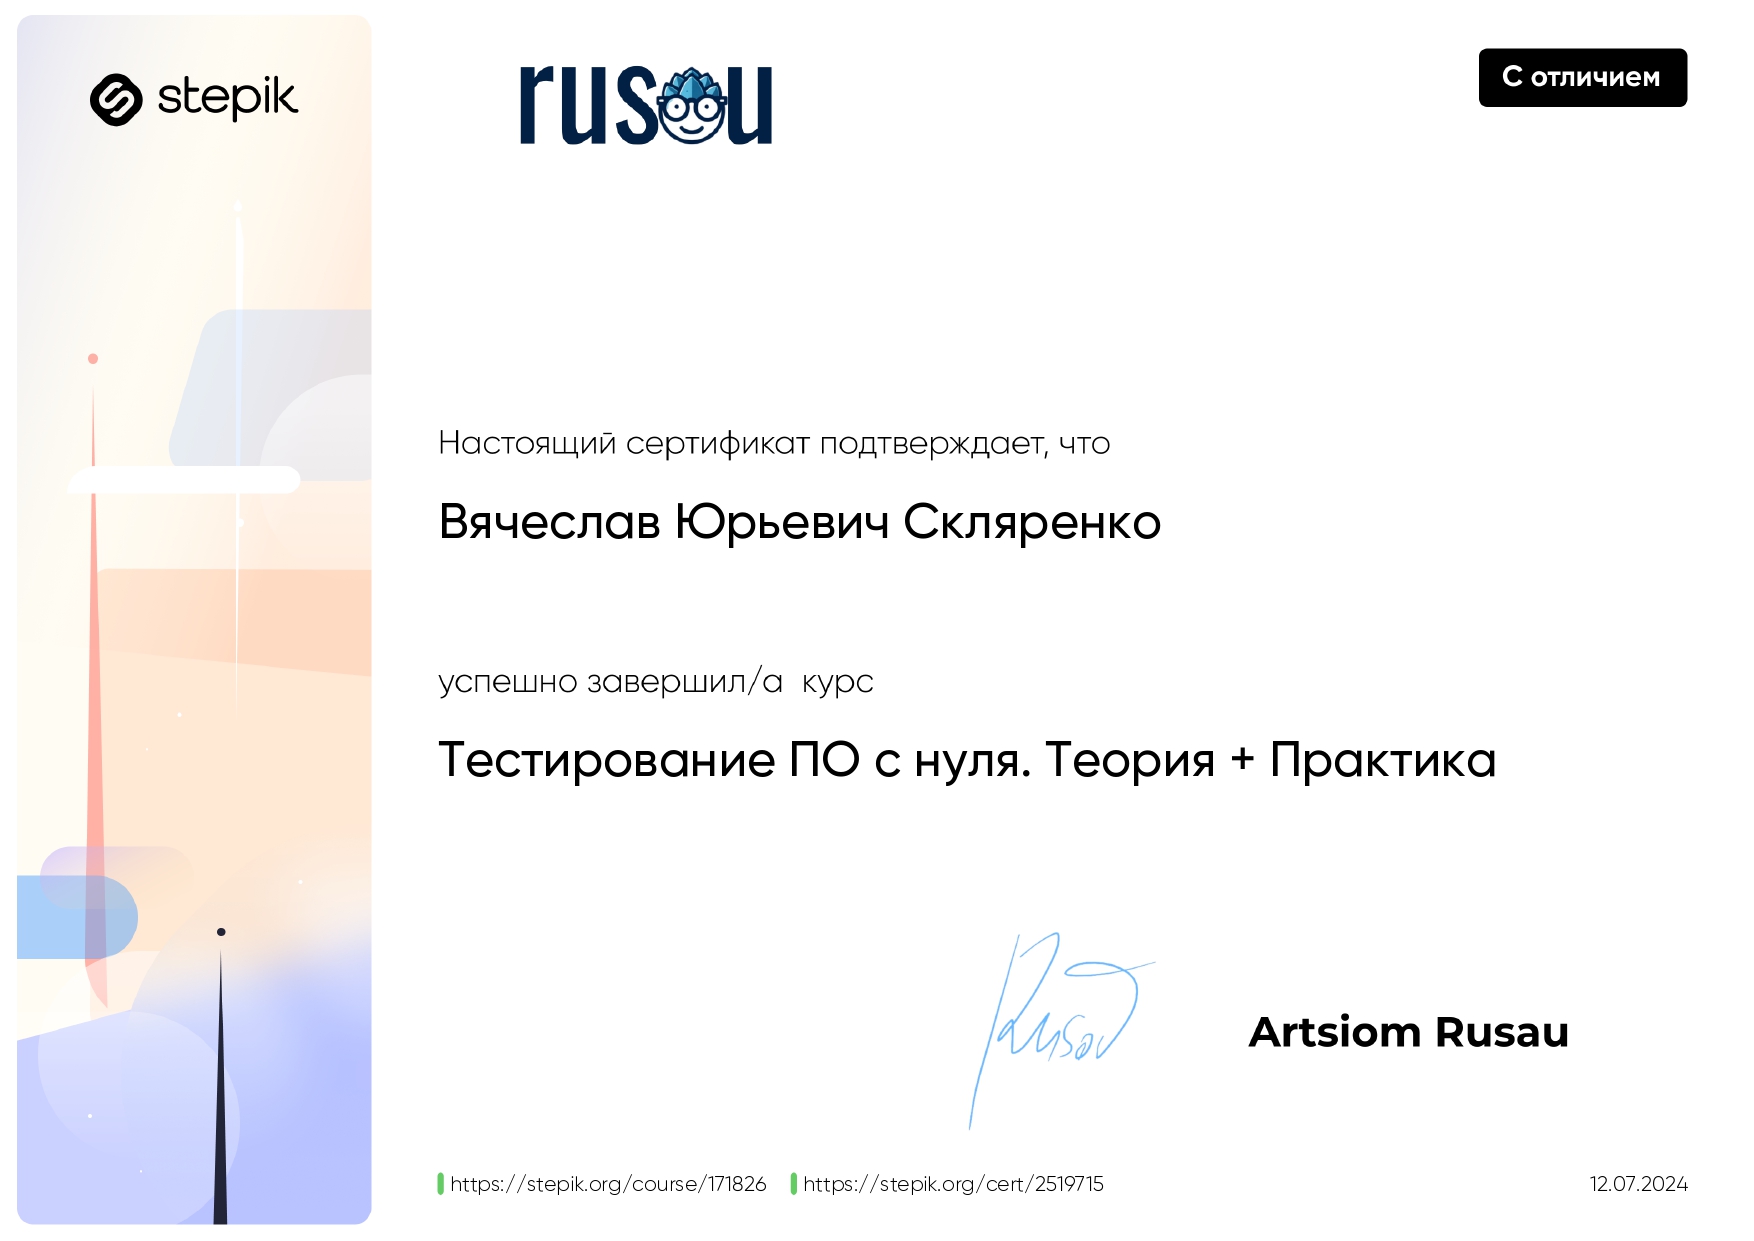 stepik
rusau
С отличием
Настоящий сертификат подтверждает, что
Вячеслав Юрьевич Скляренко
успешно завершил/а курс
Тестирование ПО с нуля. Теория + Практика
Rusau
Artsiom Rusau
https://stepik.org/course/171826 https://stepik.org/cert/2519715 12.07.2024